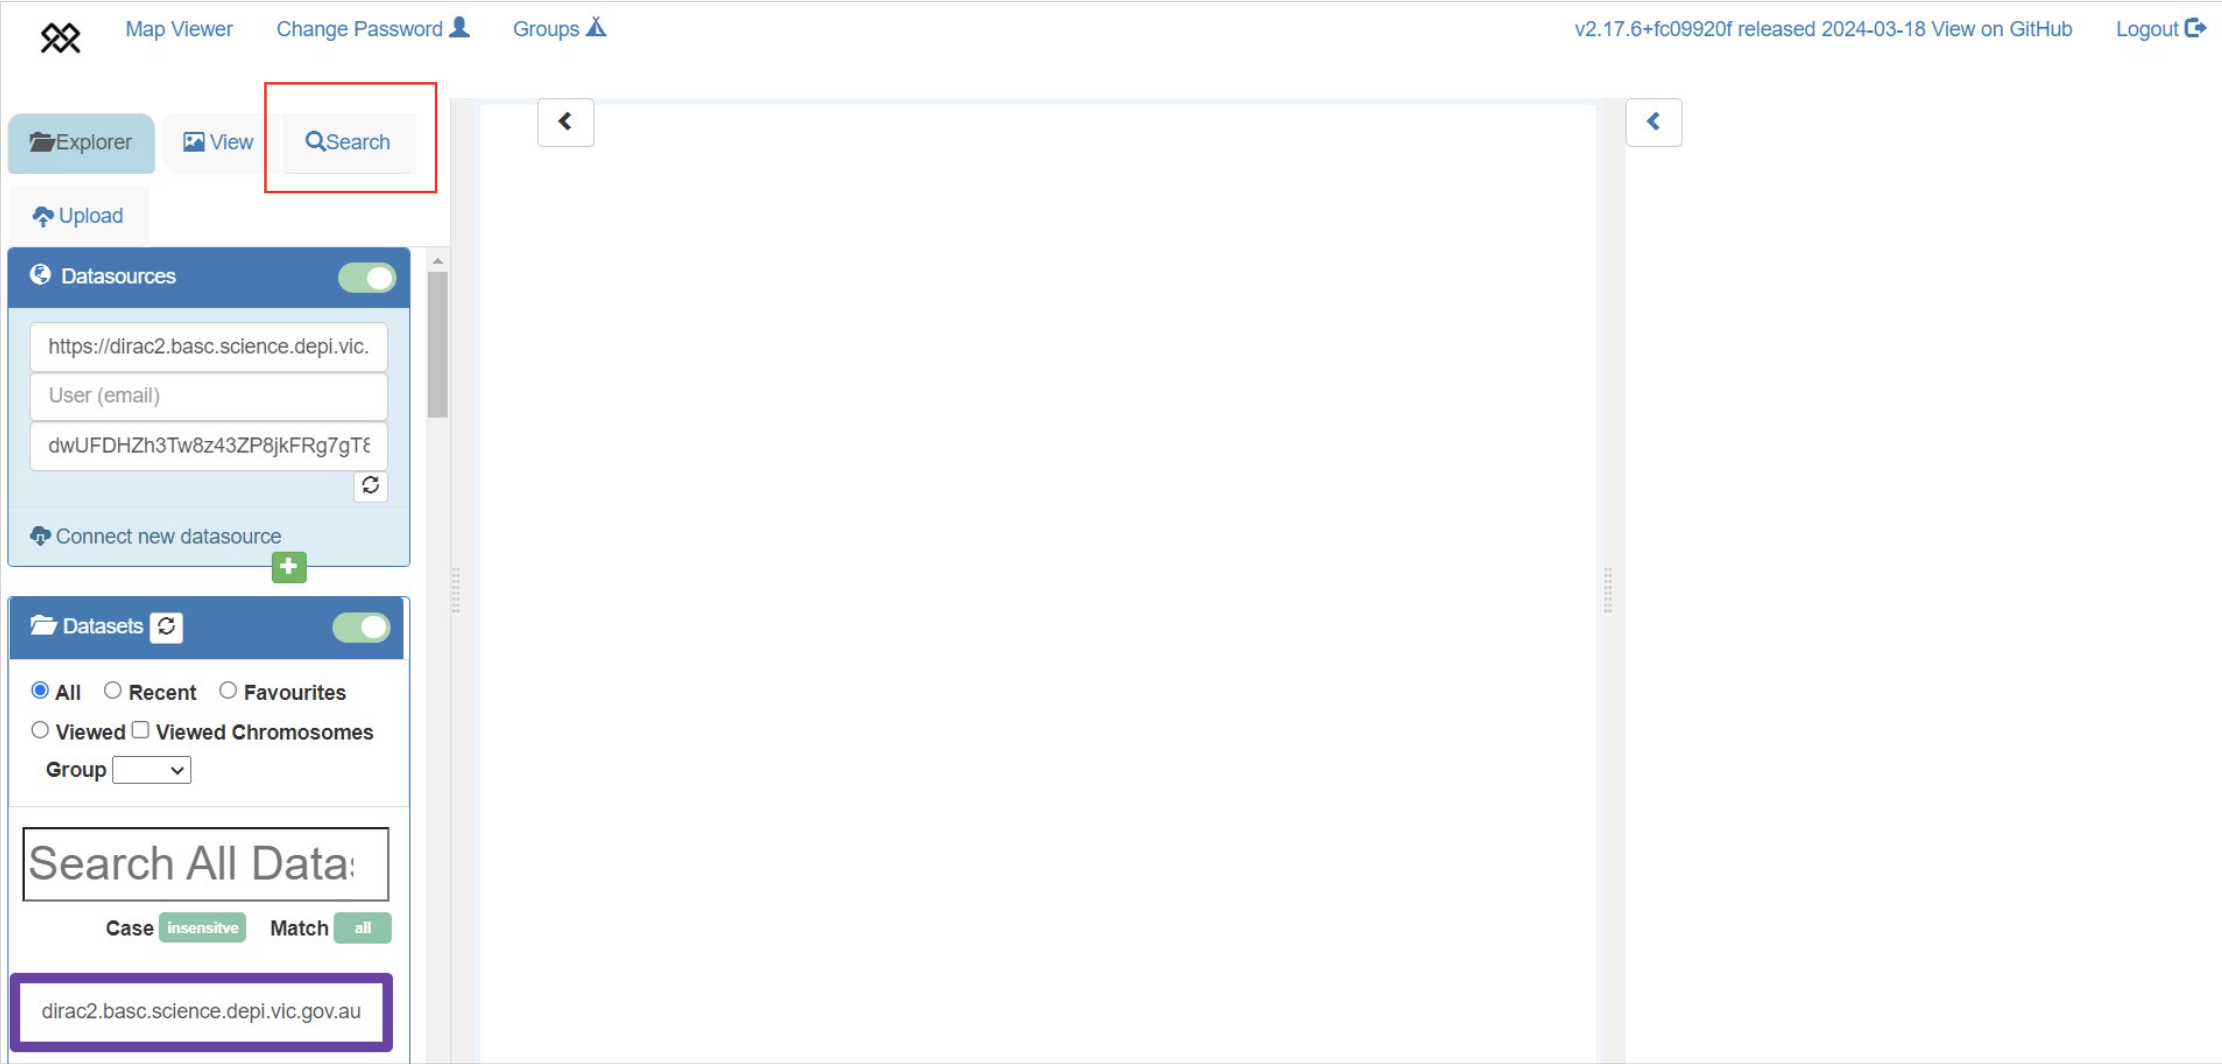 Map Viewer Change Password Groups v2.17.6+fc09920f released 2024-03-18 View on GitHub Logout
Explorer View Search
Upload
Datasources
https://dirac2.basc.science.depi.vic.
User (email)
dwUFDHZh3Tw8z43ZP8jkFRg7gT
Connect new datasource
Datasets
All Recent Favourites
Viewed Viewed Chromosomes
Group
Search All Data
Case insensitve Match all
dirac2.basc.science.depi.vic.gov.au